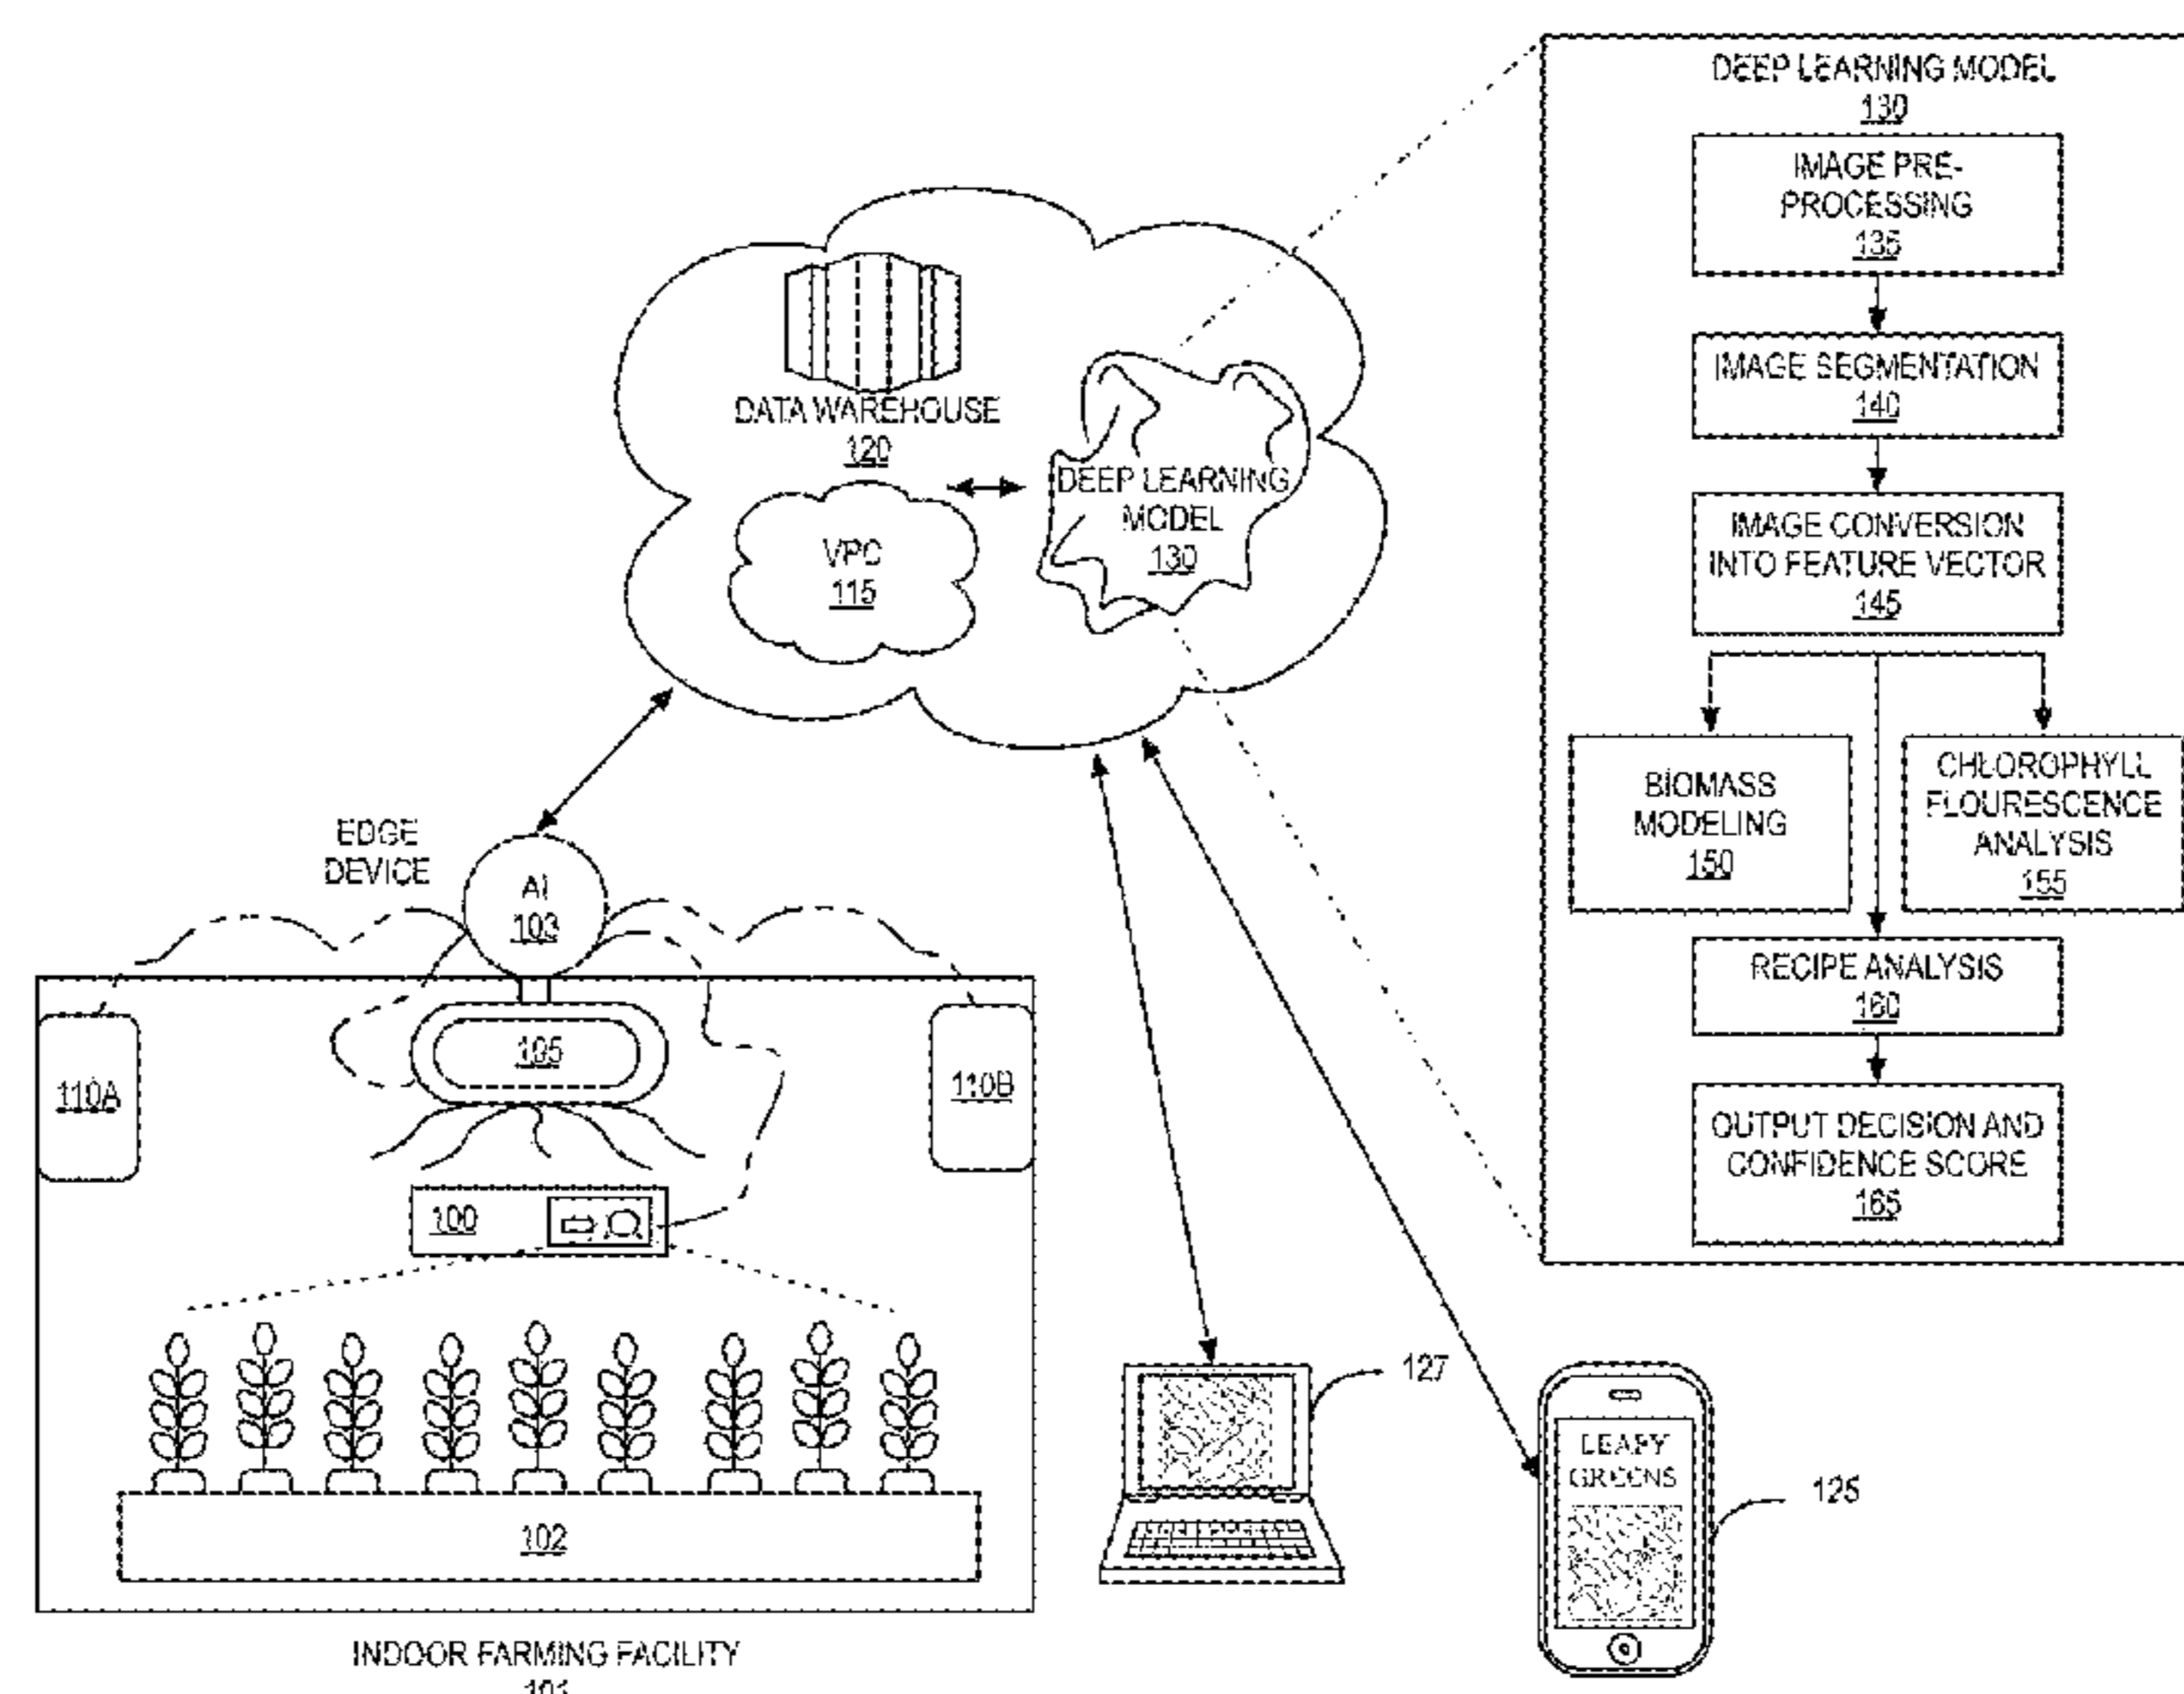 DEEP LEARNING MODEL
130
IMAGE PRE-
PROCESSING
135
IMAGE SEGMENTATION
140
IMAGE CONVERSION
INTO FEATURE VECTOR
145
BIOMASS
MODELING
150
CHLOROPHYLL
FLOURESCENCE
ANALYSIS
155
RECIPE ANALYSIS
160
OUTPUT DECISION AND
CONFIDENCE SCORE
165
DATA WAREHOUSE
120
DEEP LEARNING
MODEL
130
VPC
115
EDGE
DEVICE
AI
103
105
110A
110B
100
102
INDOOR FARMING FACILITY
101
127
LEAFY
GREENS
125